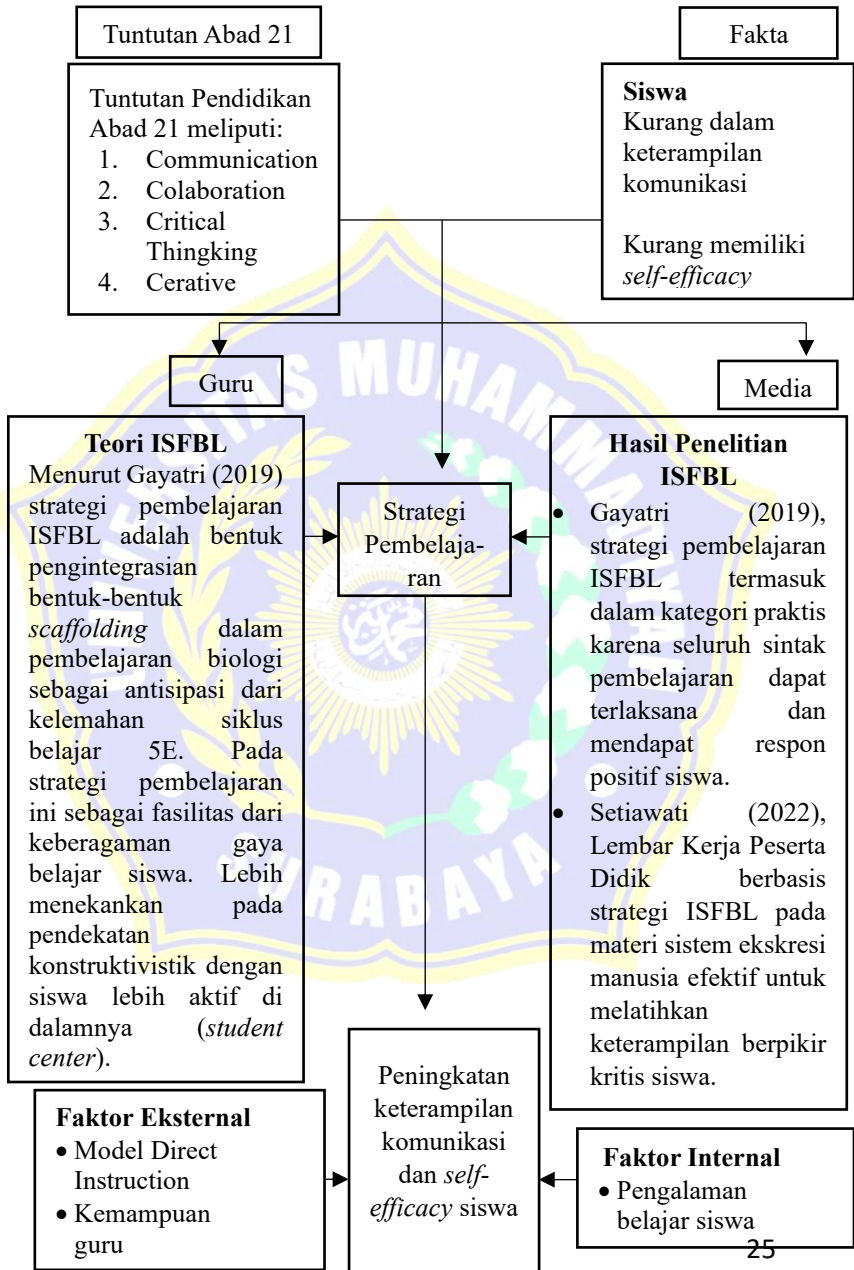 Tuntutan Abad 21
Fakta
Tuntutan Pendidikan
Abad 21 meliputi:
1. Communication
2. Colaboration
3. Critical
Thingking
4. Cerative
Siswa
Kurang dalam
keterampilan
komunikasi
Kurang memiliki
self-efficacy
Guru
Media
Teori ISFBL
Menurut Gayatri (2019)
strategi pembelajaran
ISFBL adalah bentuk
pengintegrasian
bentuk-bentuk
scaffolding dalam
pembelajaran biologi
sebagai antisipasi dari
kelemahan siklus
belajar 5E. Pada
strategi pembelajaran
ini sebagai fasilitas dari
keberagaman gaya
belajar siswa. Lebih
menekankan pada
pendekatan
konstruktivistik dengan
siswa lebih aktif di
dalamnya (student
center).
Strategi
Pembelaja-
ran
Hasil Penelitian
ISFBL
• Gayatri (2019),
strategi pembelajaran
ISFBL termasuk
dalam kategori praktis
karena seluruh sintak
pembelajaran dapat
terlaksana dan
mendapat respon
positif siswa.
• Setiawati (2022),
Lembar Kerja Peserta
Didik berbasis
strategi ISFBL pada
materi sistem ekskresi
manusia efektif untuk
melatihkan
keterampilan berpikir
kritis siswa.
Faktor Eksternal
• Model Direct
Instruction
• Kemampuan
guru
Peningkatan
keterampilan
komunikasi
dan self-
efficacy siswa
Faktor Internal
• Pengalaman
belajar siswa
25
UNIVERSITAS MUHAMMADIYAH
SURABAYA